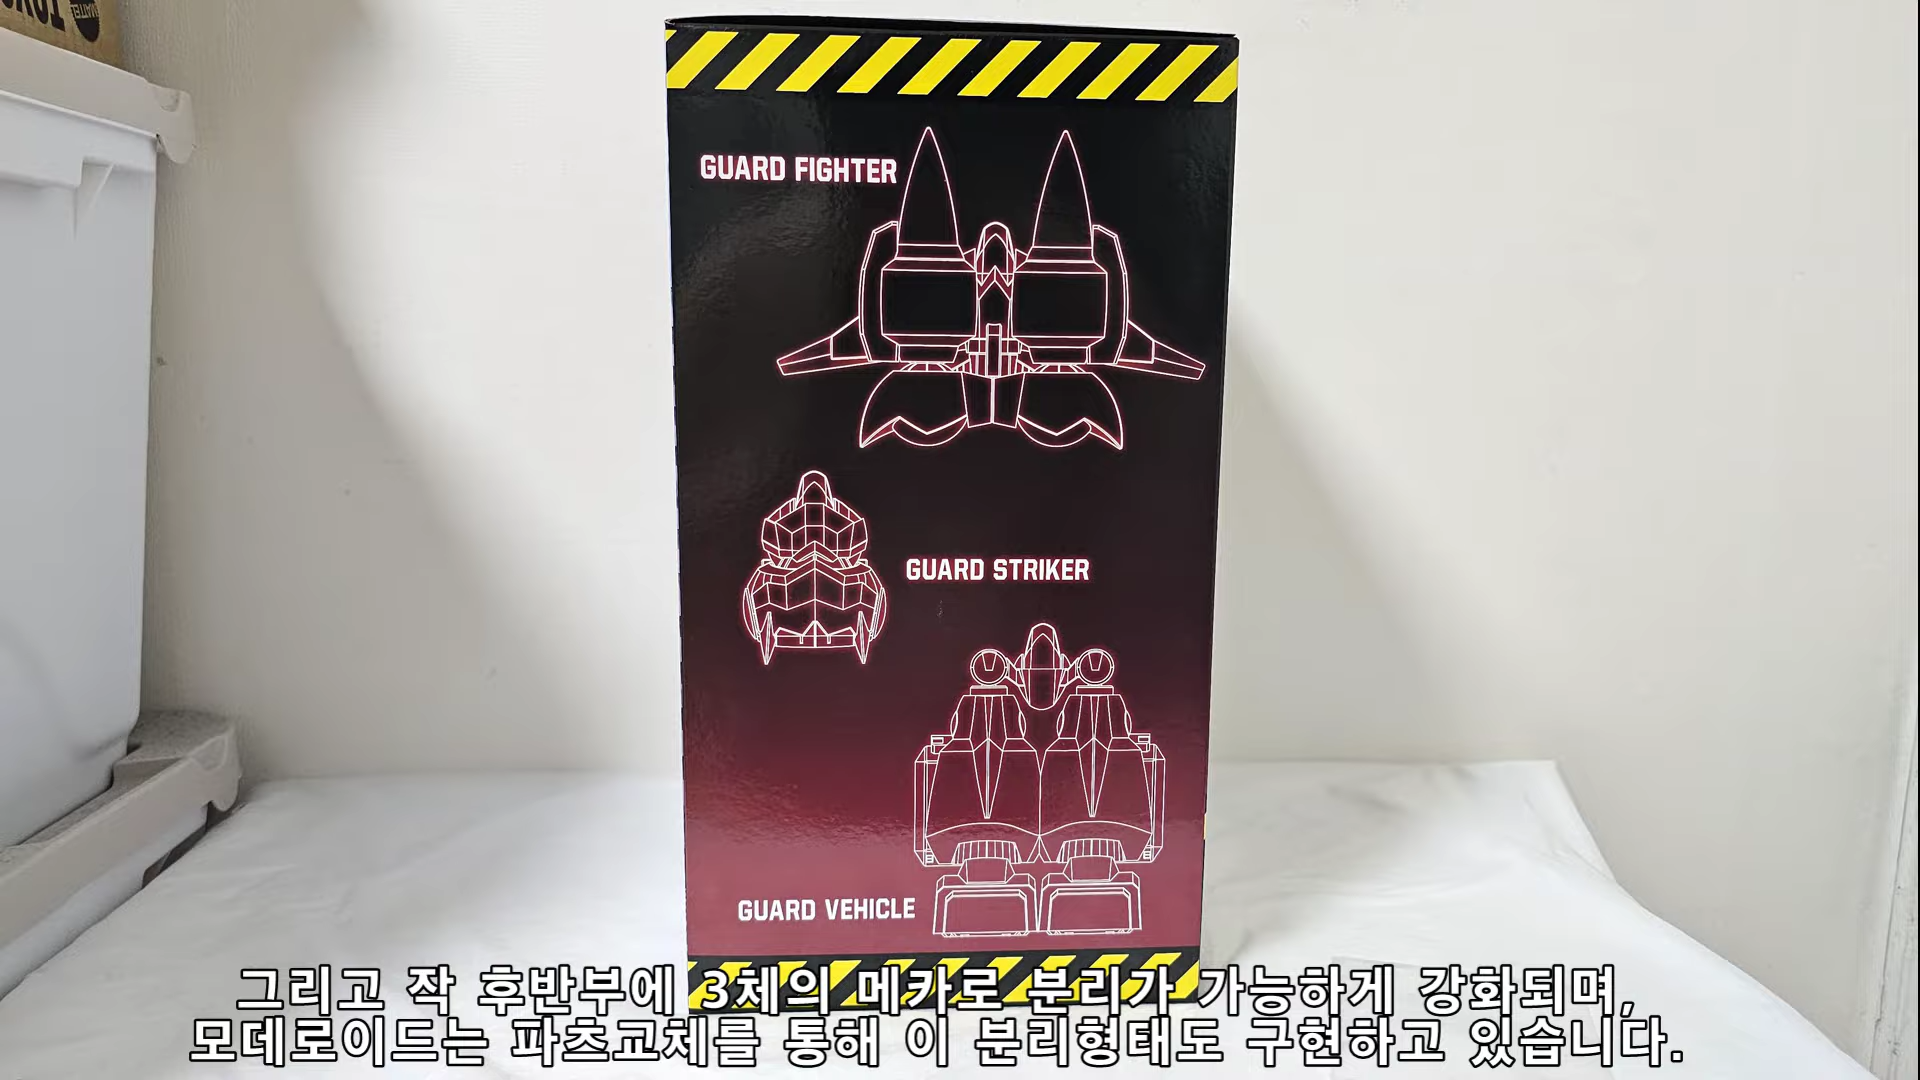 TOYS
MATTEL
GUARD FIGHTER
GUARD STRIKER
GUARD VEHICLE
그리고 작 후반부에 3체의 메카로 분리가 가능하게 강화되며,
모데로이드는 파츠교체를 통해 이 분리형태도 구현하고 있습니다.